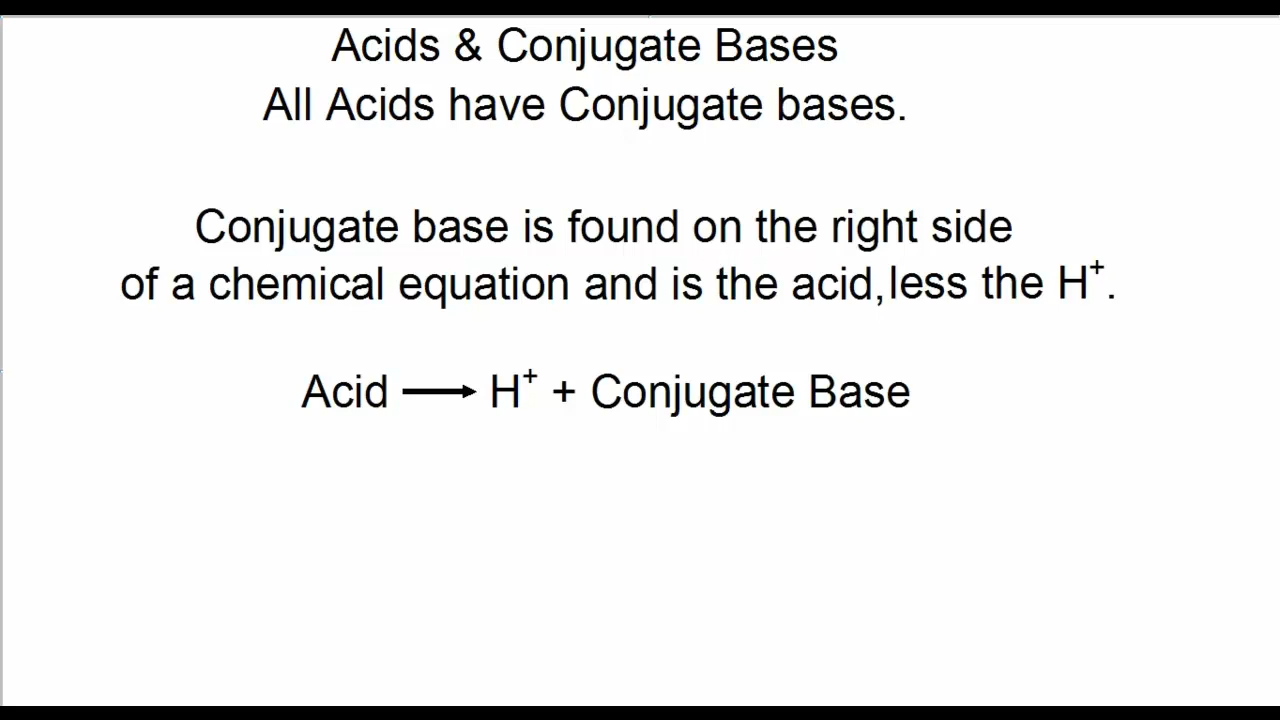 Acids & Conjugate Bases
All Acids have Conjugate bases.
Conjugate base is found on the right side
of a chemical equation and is the acid, less the H⁺.
Acid ⟶ H⁺ + Conjugate Base